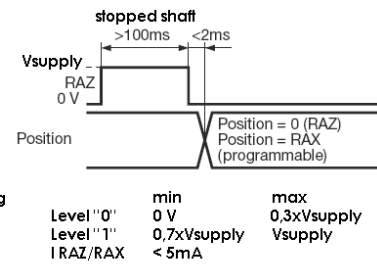 stopped shaft
>100ms <2ms
Vsupply
RAZ
0 V
Position
Position = 0 (RAZ)
Position = RAX
(programmable)
g min max
Level "0" 0 V 0,3xVsupply
Level "1" 0,7xVsupply Vsupply
I RAZ/RAX < 5mA